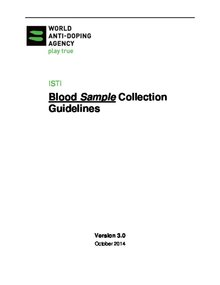 WORLD
ANTI-DOPING
AGENCY
play true
ISTI
Blood Sample Collection
Guidelines
Version 3.0
October 2014